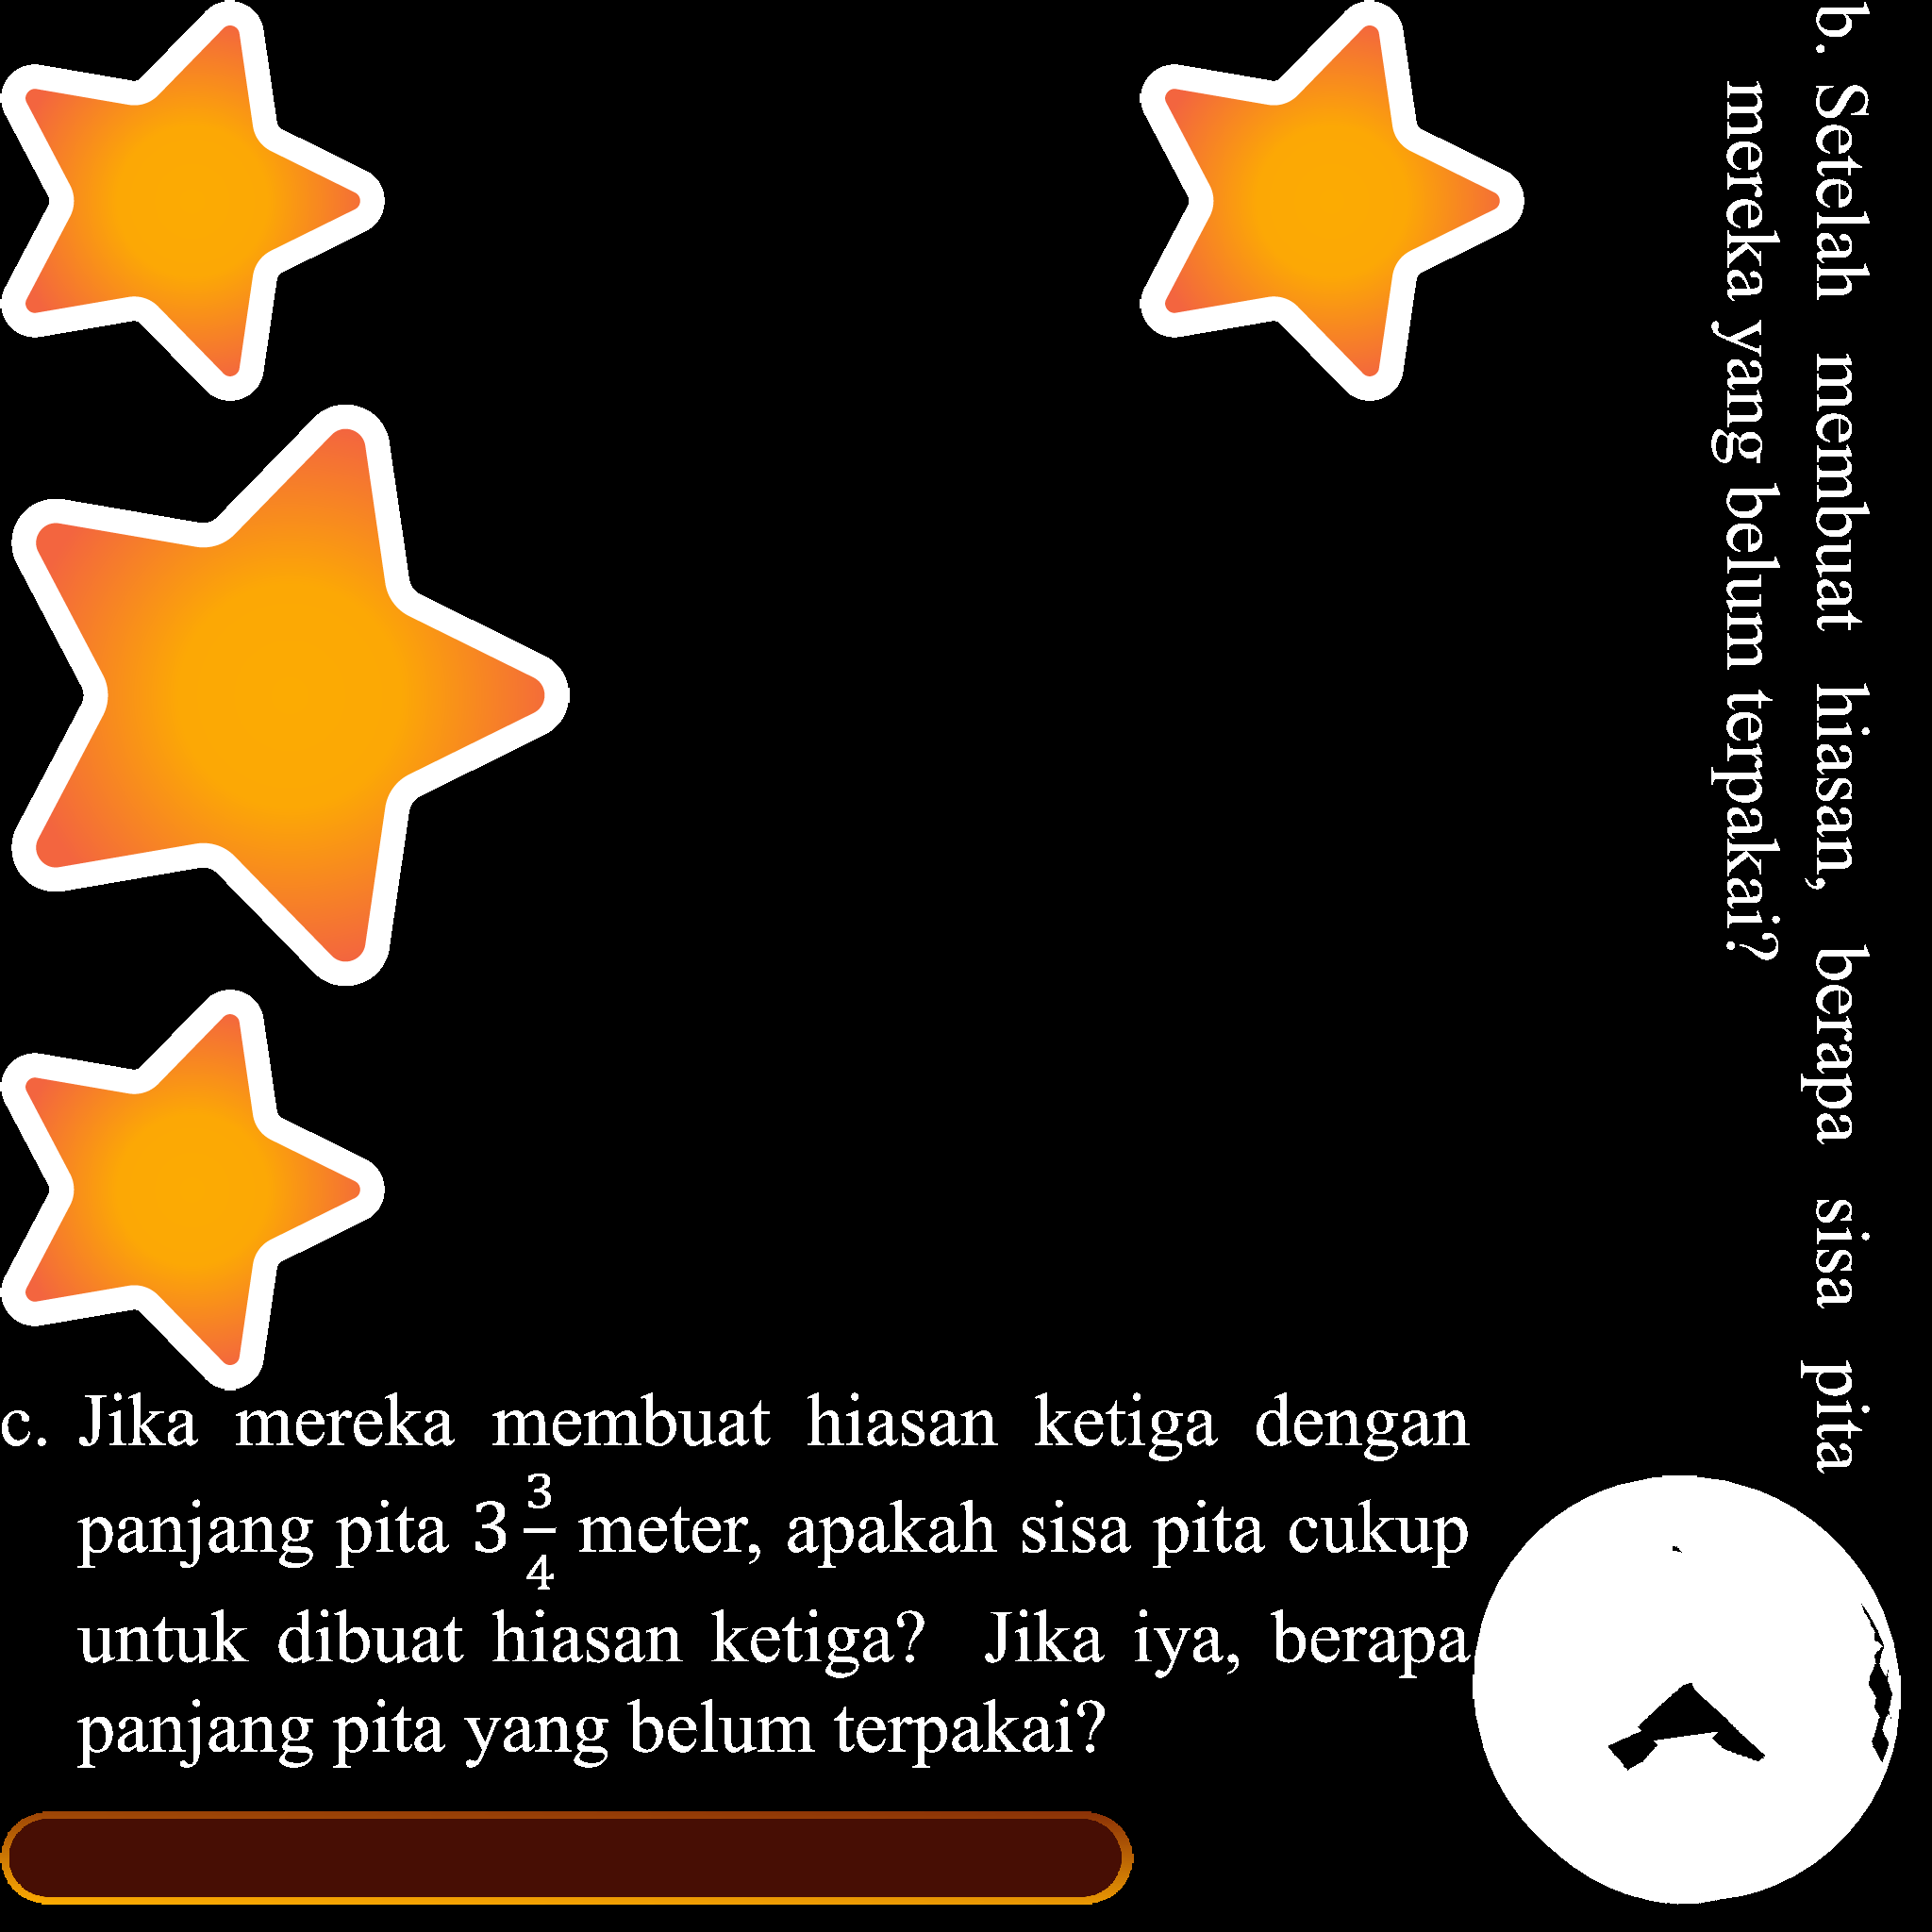 b. Setelah membuat hiasan, berapa sisa pita
mereka yang belum terpakai?
c. Jika mereka membuat hiasan ketiga dengan
panjang pita 3 3/4 meter, apakah sisa pita cukup
untuk dibuat hiasan ketiga? Jika iya, berapa
panjang pita yang belum terpakai?